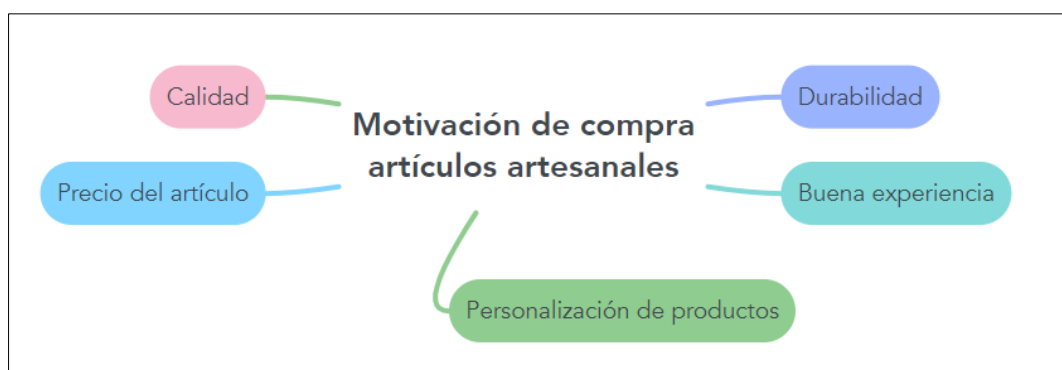 Calidad
Durabilidad
Motivación de compra
artículos artesanales
Precio del artículo
Buena experiencia
Personalización de productos